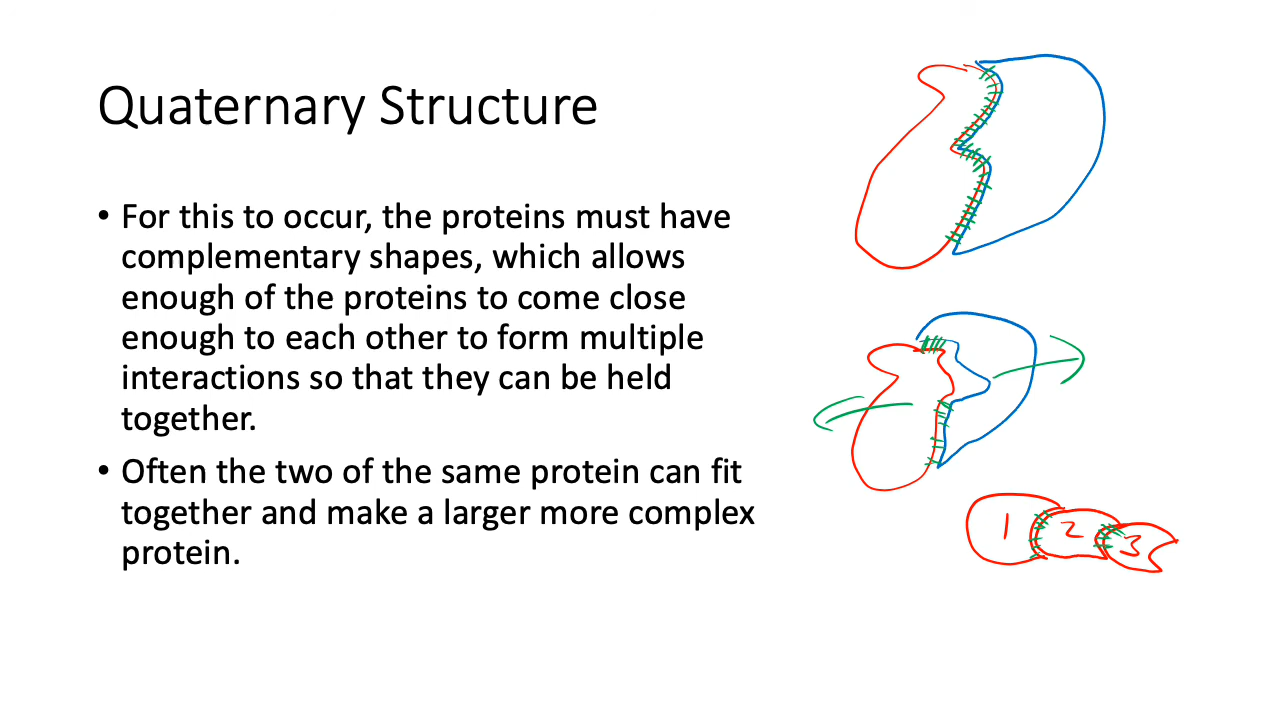 Quaternary Structure
• For this to occur, the proteins must have
complementary shapes, which allows
enough of the proteins to come close
enough to each other to form multiple
interactions so that they can be held
together.
• Often the two of the same protein can fit
together and make a larger more complex
protein.
1 2 3